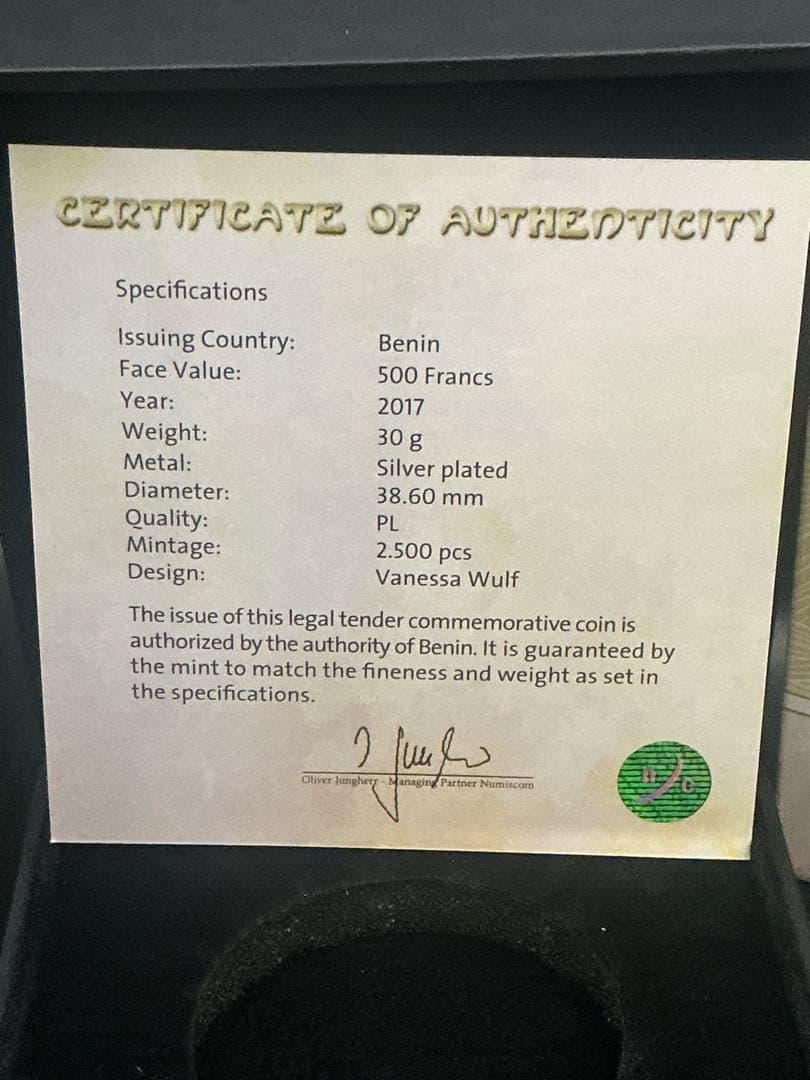 CERTIFICATE OF AUTHENTICITY
Specifications
Issuing Country: Benin
Face Value: 500 Francs
Year: 2017
Weight: 30 g
Metal: Silver plated
Diameter: 38.60 mm
Quality: PL
Mintage: 2.500 pcs
Design: Vanessa Wulf
The issue of this legal tender commemorative coin is
authorized by the authority of Benin. It is guaranteed by
the mint to match the fineness and weight as set in
the specifications.
Oliver Jungherr - Managing Partner Numiscom